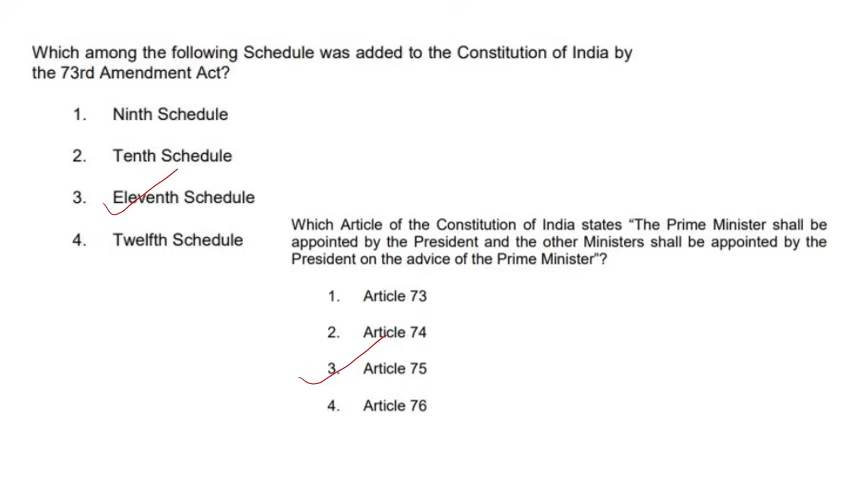 Which among the following Schedule was added to the Constitution of India by
the 73rd Amendment Act?
1. Ninth Schedule
2. Tenth Schedule
3. Eleventh Schedule
4. Twelfth Schedule
Which Article of the Constitution of India states “The Prime Minister shall be
appointed by the President and the other Ministers shall be appointed by the
President on the advice of the Prime Minister”?
1. Article 73
2. Article 74
3. Article 75
4. Article 76